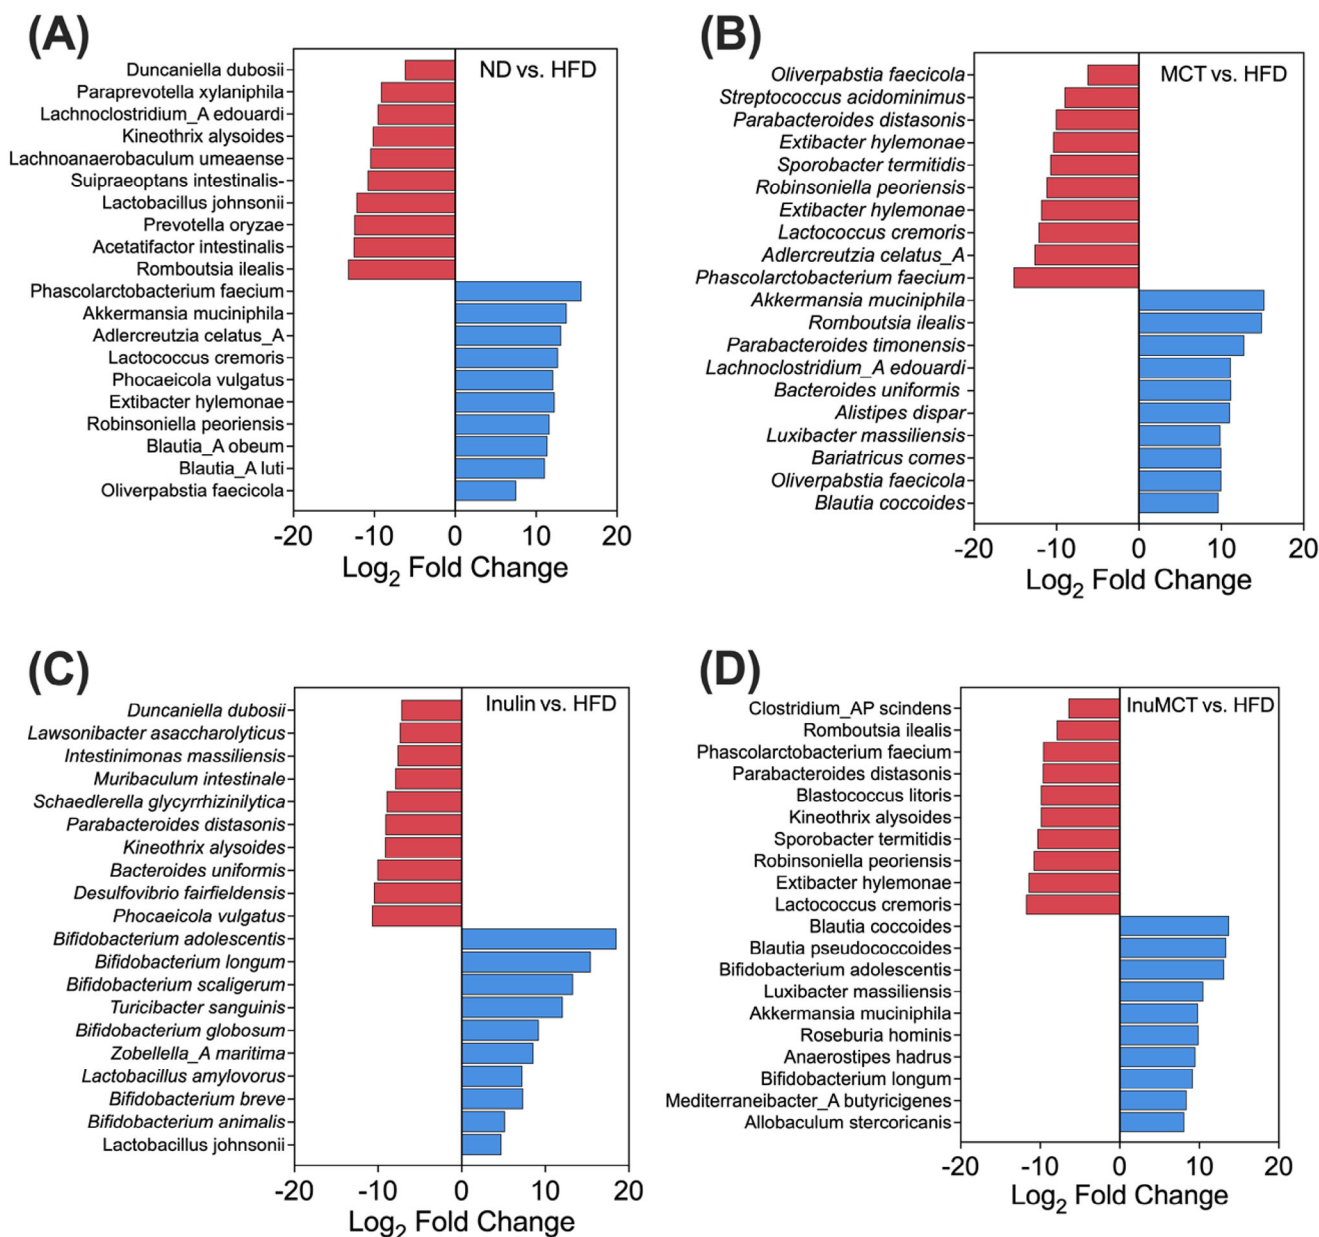 (A)
ND vs. HFD
Duncaniella dubosii
Paraprevotella xylaniphila
Lachnoclostridium_A edouardi
Kineothrix alysoides
Lachnoanaerobaculum umeaense
Suipraeoptans intestinalis-
Lactobacillus johnsonii
Prevotella oryzae
Acetatifactor intestinalis
Romboutsia ilealis
Phascolarctobacterium faecium
Akkermansia muciniphila
Adlercreutzia celatus_A
Lactococcus cremoris
Phocaeicola vulgatus
Extibacter hylemonae
Robinsoniella peoriensis
Blautia_A obeum
Blautia_A luti
Oliverpabstia faecicola
-20 -10 0 10 20
Log2 Fold Change
(B)
MCT vs. HFD
Oliverpabstia faecicola
Streptococcus acidominimus
Parabacteroides distasonis
Extibacter hylemonae
Sporobacter termitidis
Robinsoniella peoriensis
Extibacter hylemonae
Lactococcus cremoris
Adlercreutzia celatus_A
Phascolarctobacterium faecium
Akkermansia muciniphila
Romboutsia ilealis
Parabacteroides timonensis
Lachnoclostridium_A edouardi
Bacteroides uniformis
Alistipes dispar
Luxibacter massiliensis
Bariatricus comes
Oliverpabstia faecicola
Blautia coccoides
-20 -10 0 10 20
Log2 Fold Change
(C)
Inulin vs. HFD
Duncaniella dubosii
Lawsonibacter asaccharolyticus
Intestinimonas massiliensis
Muribaculum intestinale
Schaedlerella glycyrrhizinilytica
Parabacteroides distasonis
Kineothrix alysoides
Bacteroides uniformis
Desulfovibrio fairfieldensis
Phocaeicola vulgatus
Bifidobacterium adolescentis
Bifidobacterium longum
Bifidobacterium scaligerum
Turicibacter sanguinis
Bifidobacterium globosum
Zobellella_A maritima
Lactobacillus amylovorus
Bifidobacterium breve
Bifidobacterium animalis
Lactobacillus johnsonii
-20 -10 0 10 20
Log2 Fold Change
(D)
InuMCT vs. HFD
Clostridium_AP scindens
Romboutsia ilealis
Phascolarctobacterium faecium
Parabacteroides distasonis
Blastococcus litoris
Kineothrix alysoides
Sporobacter termitidis
Robinsoniella peoriensis
Extibacter hylemonae
Lactococcus cremoris
Blautia coccoides
Blautia pseudococcoides
Bifidobacterium adolescentis
Luxibacter massiliensis
Akkermansia muciniphila
Roseburia hominis
Anaerostipes hadrus
Bifidobacterium longum
Mediterraneibacter_A butyricigenes
Allobaculum stercoricanis
-20 -10 0 10 20
Log2 Fold Change